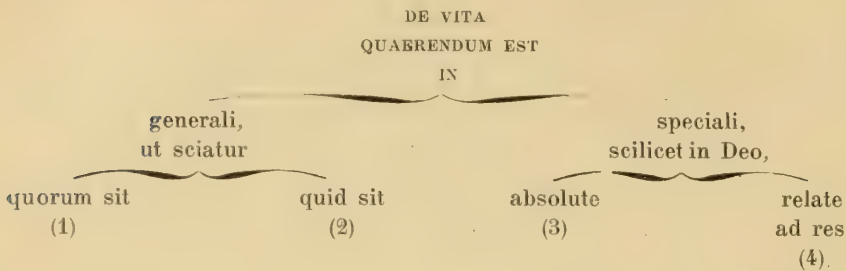 DE VITA
QUAERENDUM EST
IN
generali,
ut sciatur
speciali,
scilicet in Deo,
quorum sit
(1)
quid sit
(2)
absolute
(3)
relate
ad res
(4).